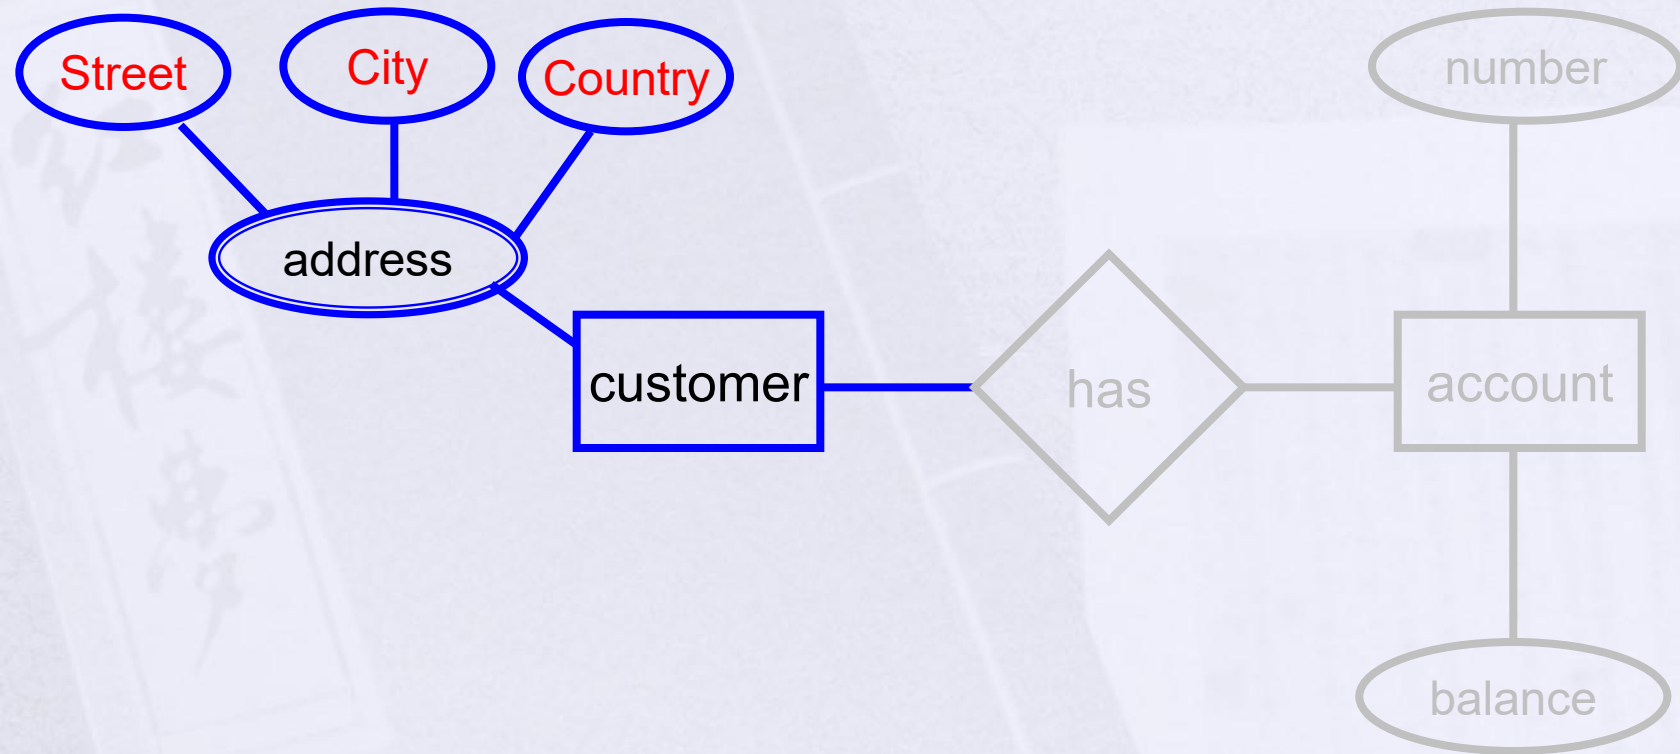 Street
City
Country
number
address
customer
has
account
balance